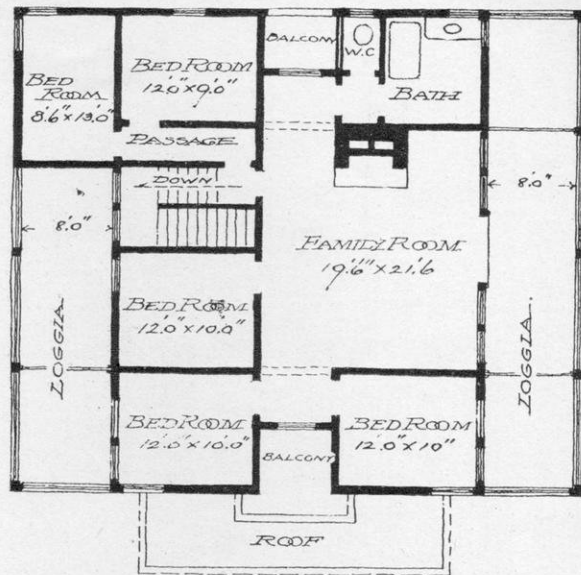 BALCONY
W.C
BED
ROOM
8'.6"X13'.0"
BED ROOM
12'.0"X9'.0"
BATH
PASSAGE
DOWN
8'.0"
8'.0"
FAMILY ROOM
19'.6"X21'.6
BED ROOM
12'.0"X10'.0"
LOGGIA
LOGGIA.
BED ROOM
12'.0"X10'.0"
BALCONY
BED ROOM
12'.0"X10"
ROOF